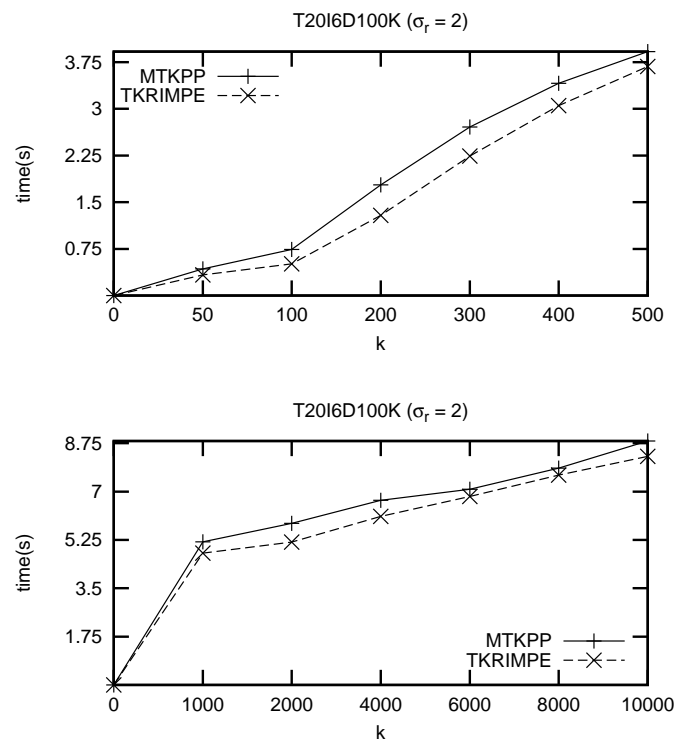 T20I6D100K (σr = 2)
3.75
3
2.25
1.5
0.75
time(s)
MTKPP
TKRIMPE
0 50 100 200 300 400 500
k
T20I6D100K (σr = 2)
8.75
7
5.25
3.5
1.75
time(s)
MTKPP
TKRIMPE
0 1000 2000 4000 6000 8000 10000
k